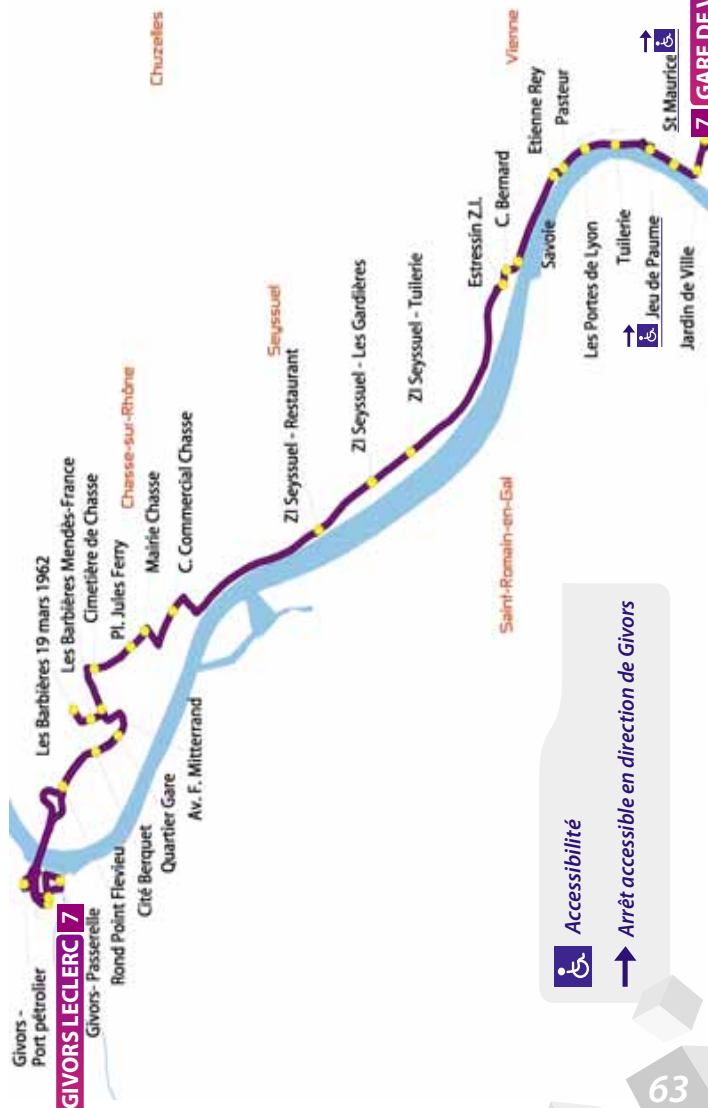 Givors -
Port pétrolier
GIVORS LECLERC 7
Givors- Passerelle
Rond Point Flevieu
Cité Berquet
Quartier Gare
Av. F. Mitterrand
Les Barbières 19 mars 1962
Les Barbières Mendès-France
Cimetière de Chasse
Pl. Jules Ferry
Chasse-sur-Rhône
Mairie Chasse
C. Commercial Chasse
Chuzelles
Seyssuel
ZI Seyssuel - Restaurant
ZI Seyssuel - Les Gardières
ZI Seyssuel - Tuilerie
Saint-Romain-en-Gal
Estressin Z.I.
C. Bernard
Vienne
Savoie
Etienne Rey
Pasteur
Les Portes de Lyon
Tuilerie
Jeu de Paume
St Maurice
Jardin de Ville
7 GARE DE V
Accessibilité
Arrêt accessible en direction de Givors
63